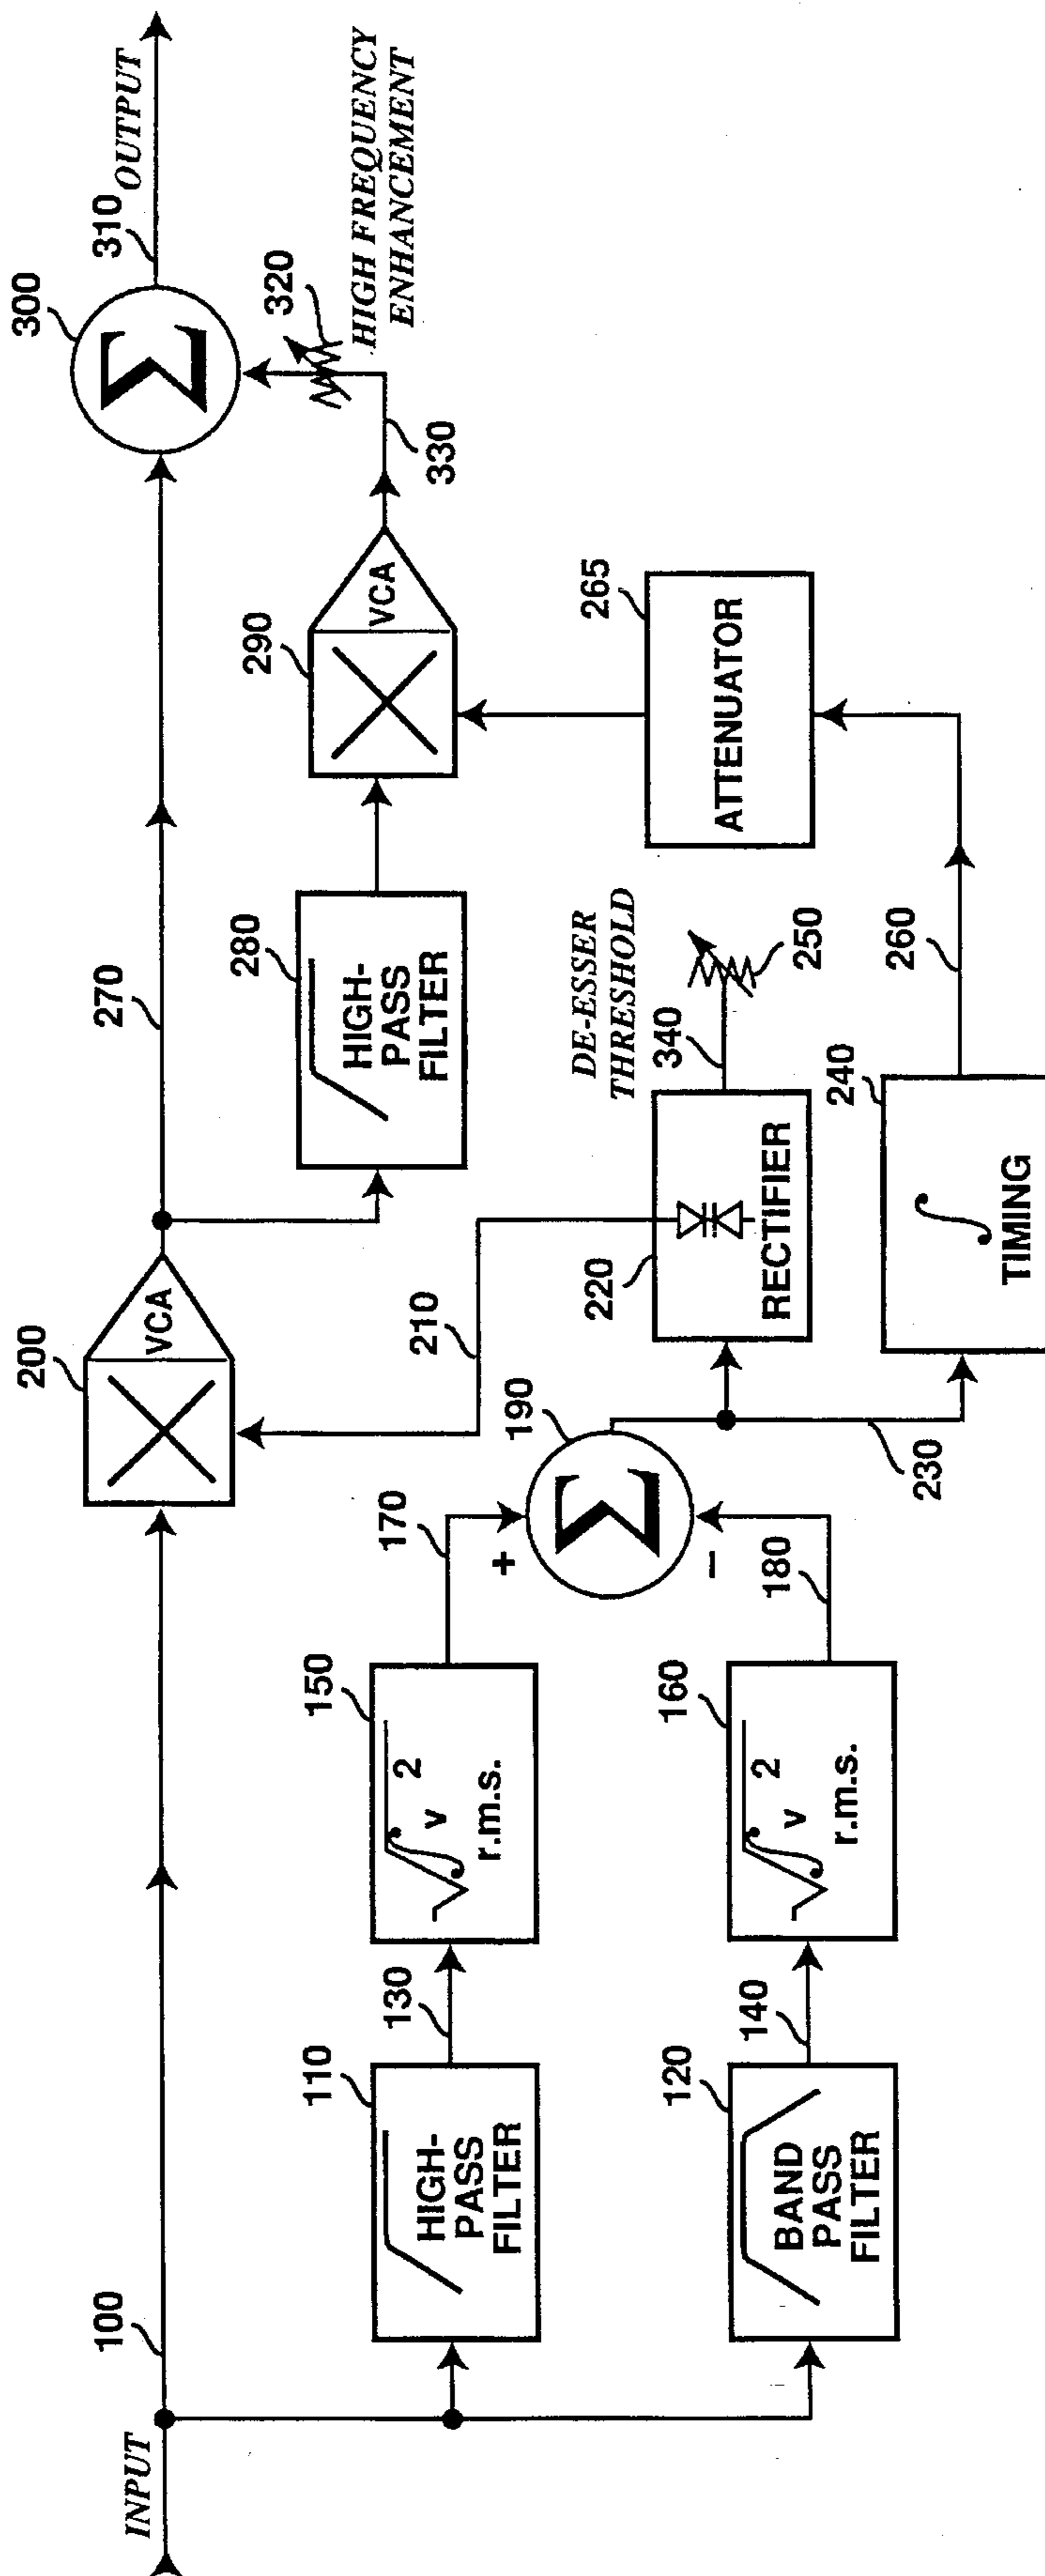 INPUT
100
110
HIGH-
PASS
FILTER
120
BAND
PASS
FILTER
130
140
150
√∫ v 2
r.m.s.
160
√∫ v 2
r.m.s.
170
180
+
−
Σ
190
200
VCA
210
220
RECTIFIER
230
240
∫
TIMING
DE-ESSER
THRESHOLD
340
250
260
270
280
HIGH-
PASS
FILTER
290
VCA
265
ATTENUATOR
330
320
HIGH FREQUENCY
ENHANCEMENT
300
Σ
310
OUTPUT